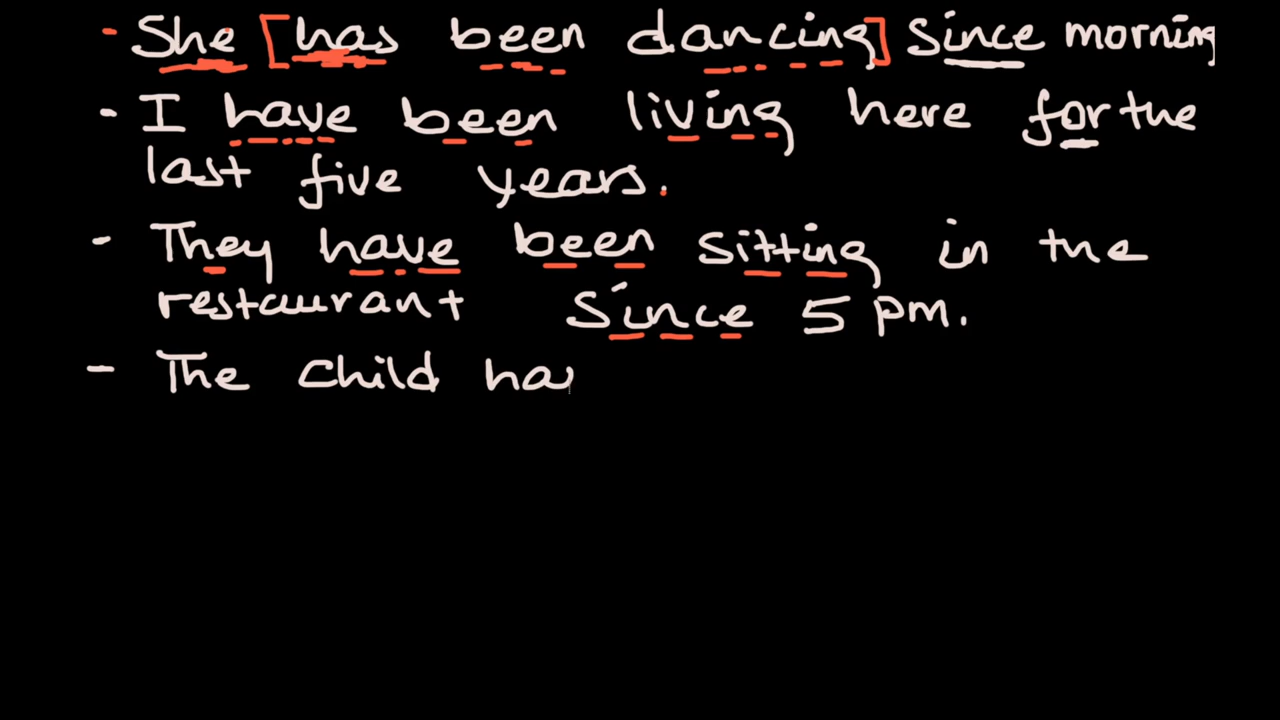 - She [has been dancing] since morning
- I have been living here for the
last five years.
- They have been sitting in the
restaurant since 5 pm.
- The child ha